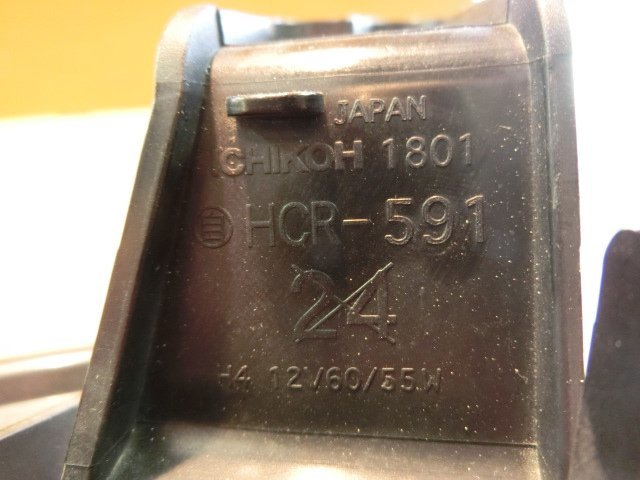 JAPAN
ICHIKOH 1801
HCR-591
24
H4 12V60/55W